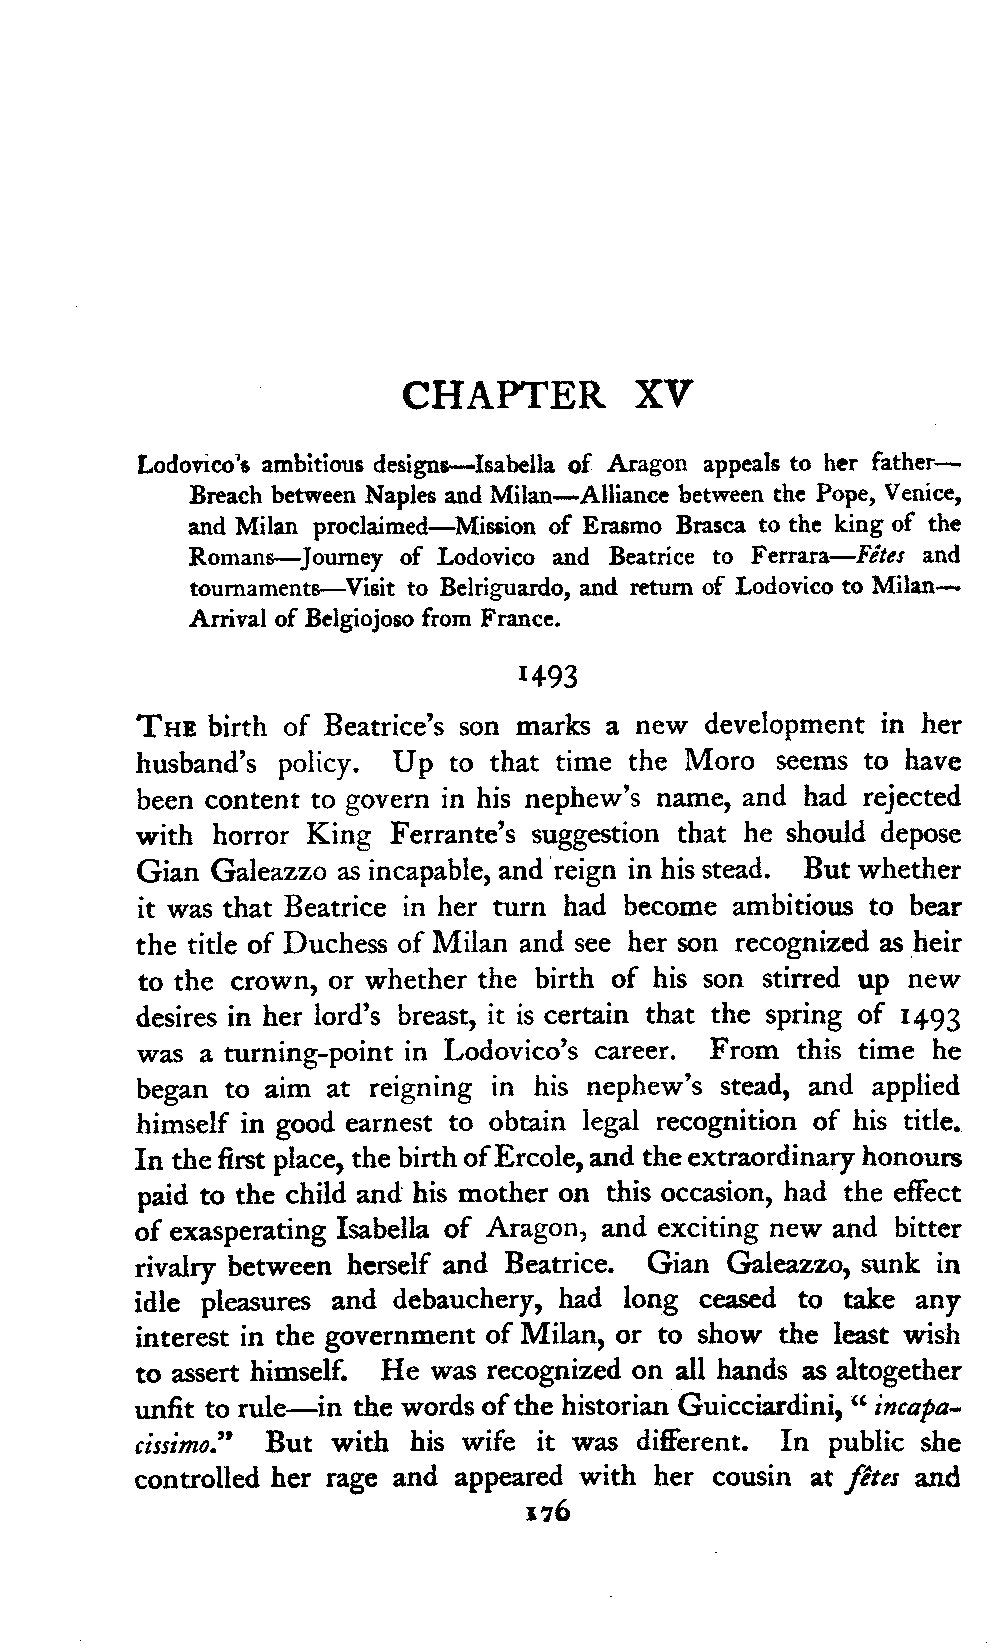 CHAPTER XV
Lodovico's ambitious designs—Isabella of Aragon appeals to her father—
Breach between Naples and Milan—Alliance between the Pope, Venice,
and Milan proclaimed—Mission of Erasmo Brasca to the king of the
Romans—Journey of Lodovico and Beatrice to Ferrara—Fêtes and
tournaments—Visit to Belriguardo, and return of Lodovico to Milan—
Arrival of Belgiojoso from France.
1493
THE birth of Beatrice's son marks a new development in her
husband's policy. Up to that time the Moro seems to have
been content to govern in his nephew's name, and had rejected
with horror King Ferrante's suggestion that he should depose
Gian Galeazzo as incapable, and reign in his stead. But whether
it was that Beatrice in her turn had become ambitious to bear
the title of Duchess of Milan and see her son recognized as heir
to the crown, or whether the birth of his son stirred up new
desires in her lord's breast, it is certain that the spring of 1493
was a turning-point in Lodovico's career. From this time he
began to aim at reigning in his nephew's stead, and applied
himself in good earnest to obtain legal recognition of his title.
In the first place, the birth of Ercole, and the extraordinary honours
paid to the child and his mother on this occasion, had the effect
of exasperating Isabella of Aragon, and exciting new and bitter
rivalry between herself and Beatrice. Gian Galeazzo, sunk in
idle pleasures and debauchery, had long ceased to take any
interest in the government of Milan, or to show the least wish
to assert himself. He was recognized on all hands as altogether
unfit to rule—in the words of the historian Guicciardini, "incapa-
cissimo." But with his wife it was different. In public she
controlled her rage and appeared with her cousin at fêtes and
176